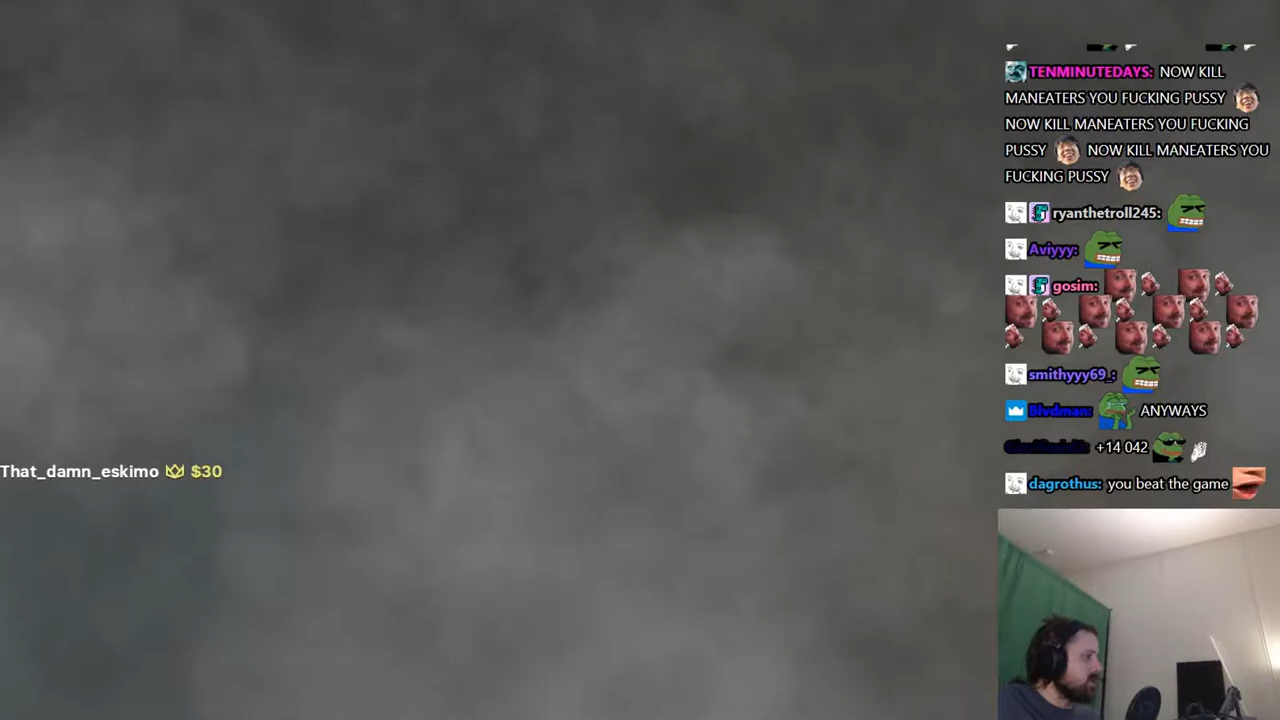 TENMINUTEDAYS: NOW KILL
MANEATERS YOU FUCKING PUSSY
NOW KILL MANEATERS YOU FUCKING
PUSSY NOW KILL MANEATERS YOU
FUCKING PUSSY
ryanthetroll245:
Aviyyy:
gosim:
smithyyy69_:
Blvdman: ANYWAYS
+14 042
dagrothus: you beat the game
That_damn_eskimo $30